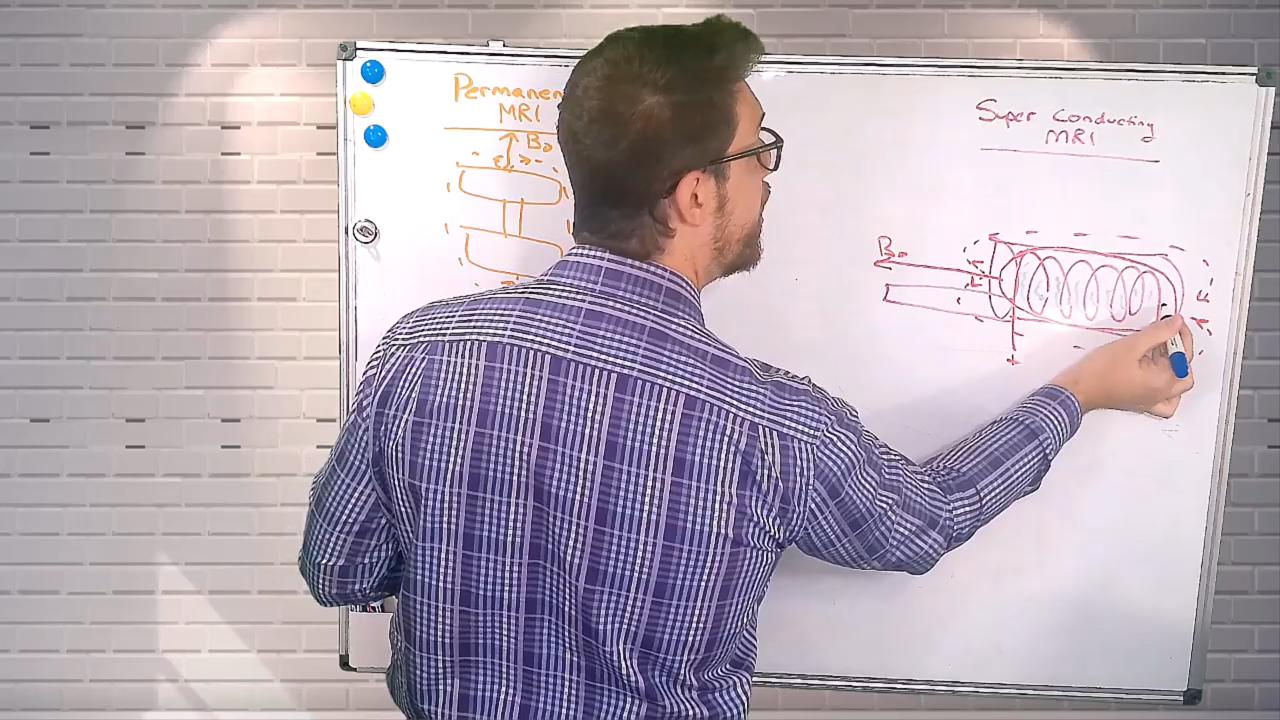 Permanen
MRI
B₀
Super Conducting
MRI
B₀